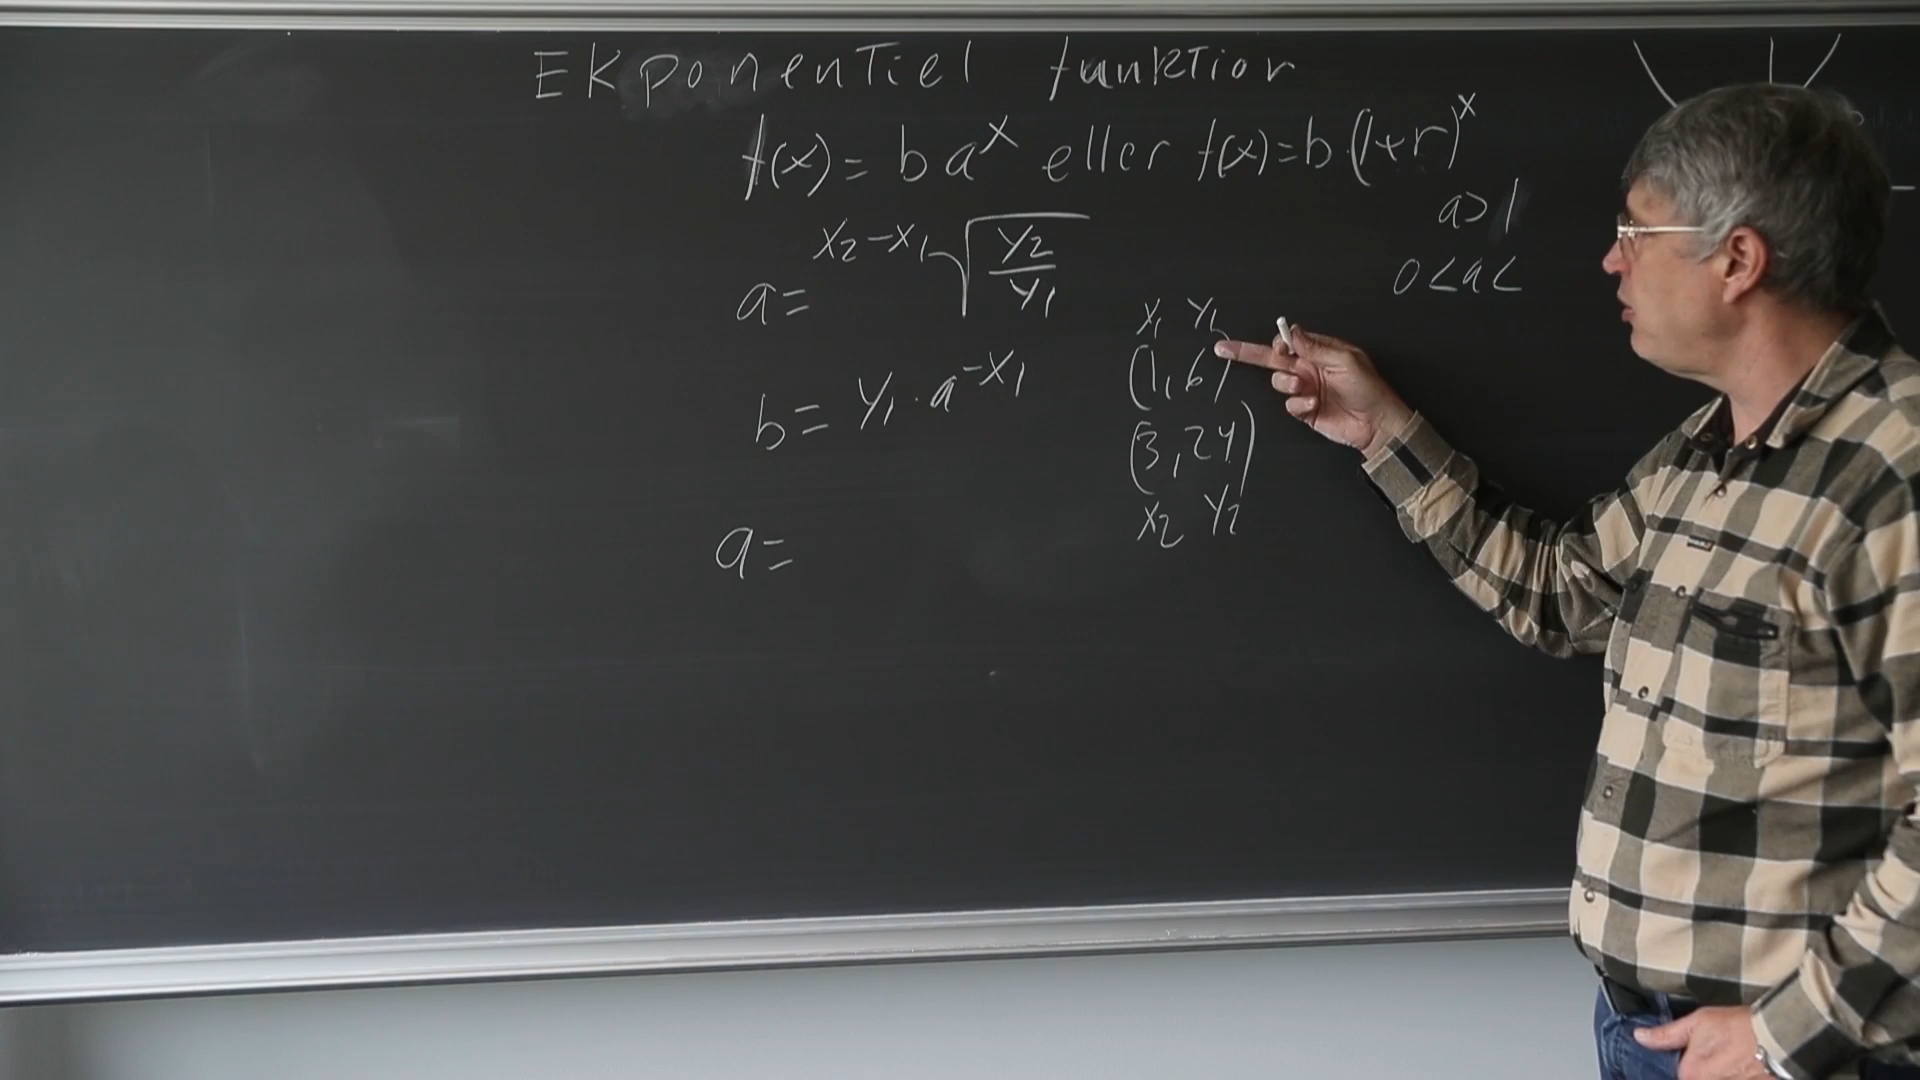 EKponentiel funktion
f(x) = b a^x eller f(x) = b·(1+r)^x
a>1
0<a<
a = ^{x₂-x₁}√(y₂/y₁)
x₁ y₁
(1,6)
b = y₁ · a^{-x₁}
(3,24)
x₂ y₂
a =